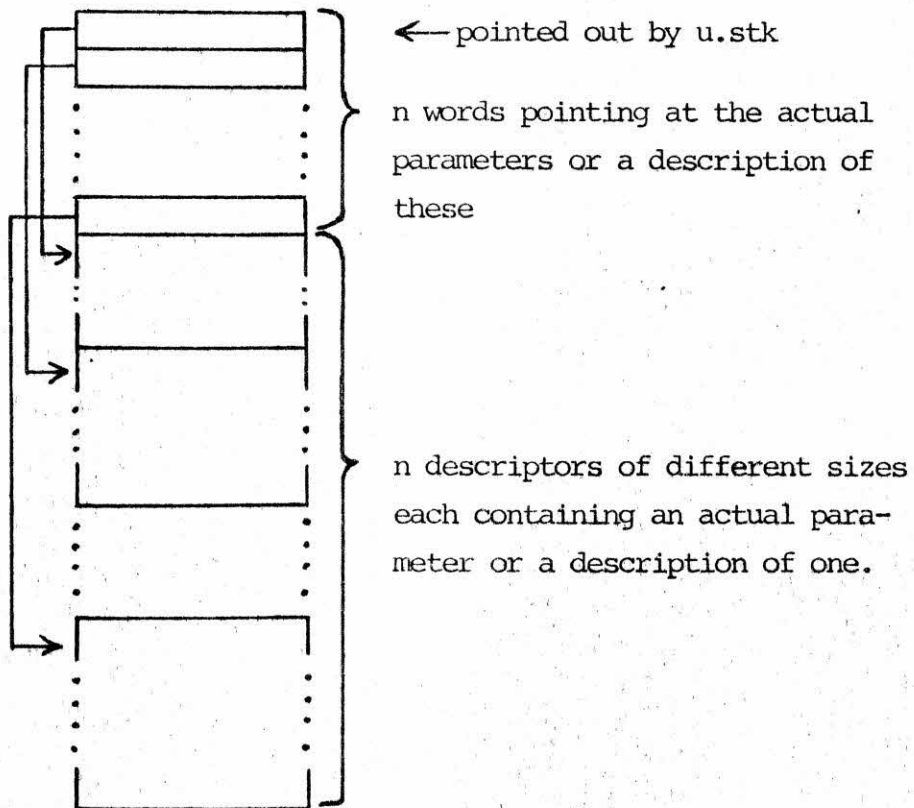 ← pointed out by u.stk
n words pointing at the actual
parameters or a description of
these
n descriptors of different sizes
each containing an actual para-
meter or a description of one.